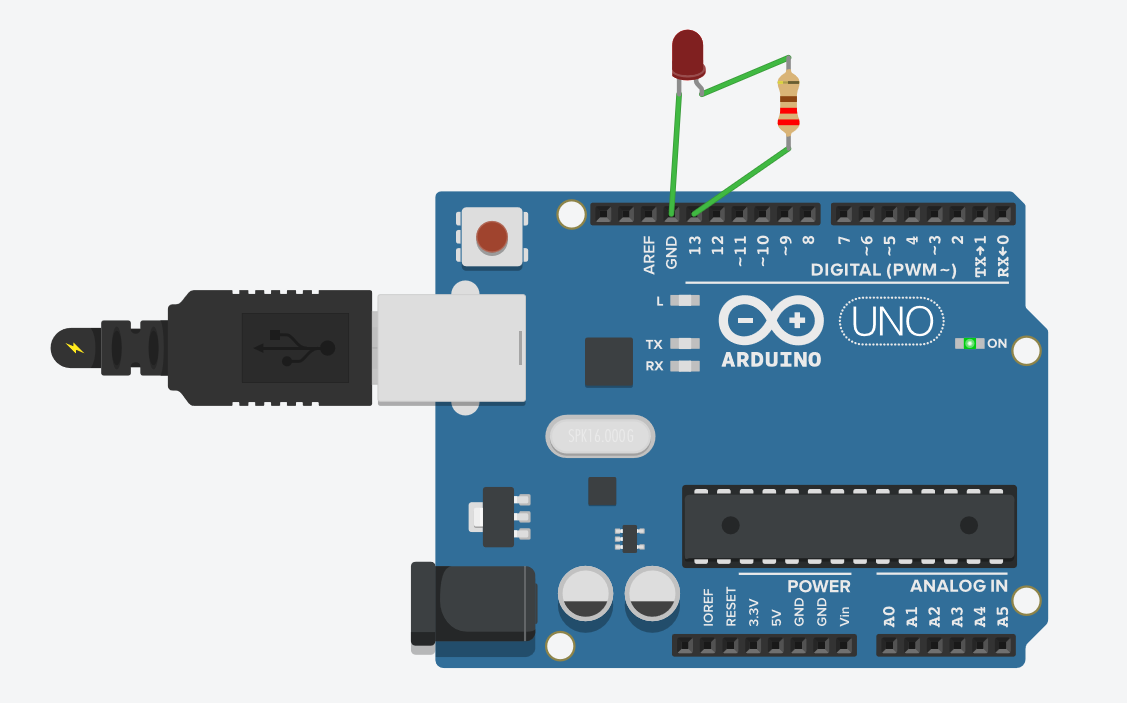 AREF
GND
13
12
~11
~10
~9
8
7
~6
~5
4
~3
2
TX→1
RX←0
DIGITAL (PWM~)
L
TX
RX
ARDUINO
UNO
ON
SPK16.000G
POWER
ANALOG IN
IOREF
RESET
3.3V
5V
GND
GND
Vin
A0
A1
A2
A3
A4
A5